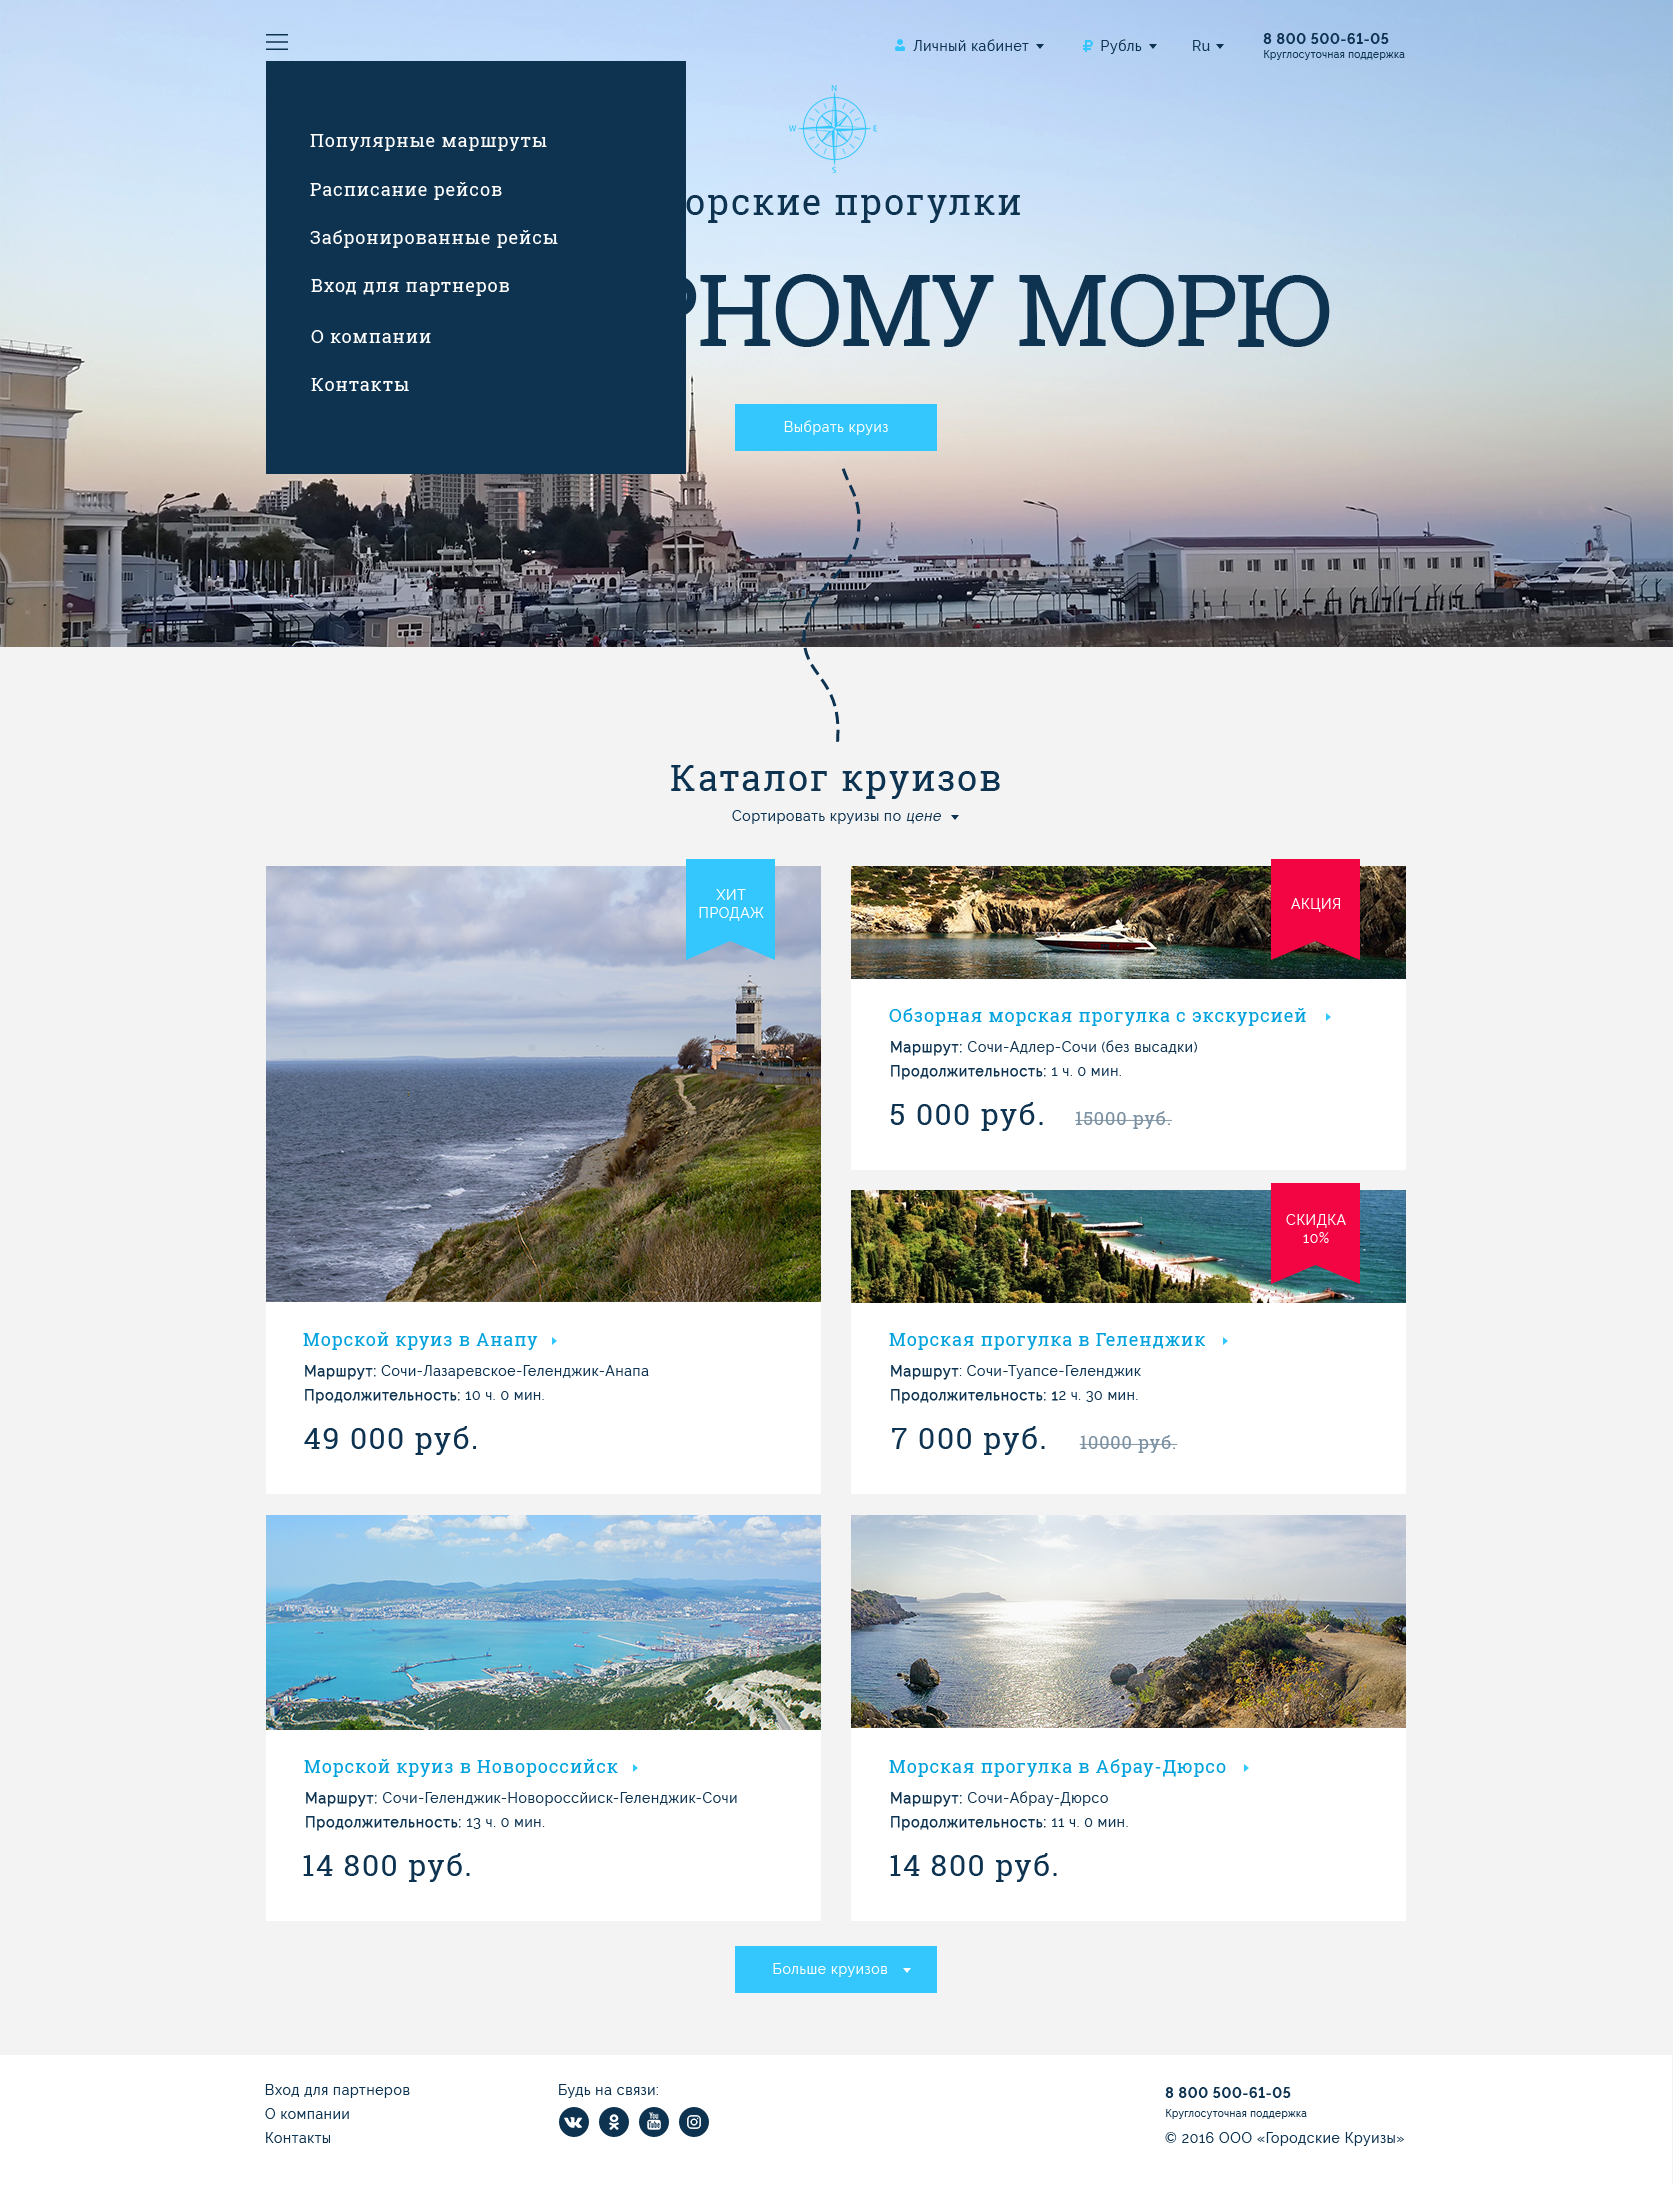 Личный кабинет
Рубль
Ru
8 800 500-61-05
Круглосуточная поддержка
Популярные маршруты
Расписание рейсов
Забронированные рейсы
Вход для партнеров
О компании
Контакты
N
W E
S
орские прогулки
РНОМУ МОРЮ
Выбрать круиз
Каталог круизов
Сортировать круизы по цене
ХИТ
ПРОДАЖ
Морской круиз в Анапу
Маршрут: Сочи-Лазаревское-Геленджик-Анапа
Продолжительность: 10 ч. 0 мин.
49 000 руб.
АКЦИЯ
Обзорная морская прогулка с экскурсией
Маршрут: Сочи-Адлер-Сочи (без высадки)
Продолжительность: 1 ч. 0 мин.
5 000 руб. 15000 руб.
СКИДКА
10%
Морская прогулка в Геленджик
Маршрут: Сочи-Туапсе-Геленджик
Продолжительность: 12 ч. 30 мин.
7 000 руб. 10000 руб.
Морской круиз в Новороссийск
Маршрут: Сочи-Геленджик-Новороссйиск-Геленджик-Сочи
Продолжительность: 13 ч. 0 мин.
14 800 руб.
Морская прогулка в Абрау-Дюрсо
Маршрут: Сочи-Абрау-Дюрсо
Продолжительность: 11 ч. 0 мин.
14 800 руб.
Больше круизов
Вход для партнеров
О компании
Контакты
Будь на связи:
You
Tube
8 800 500-61-05
Круглосуточная поддержка
© 2016 ООО «Городские Круизы»